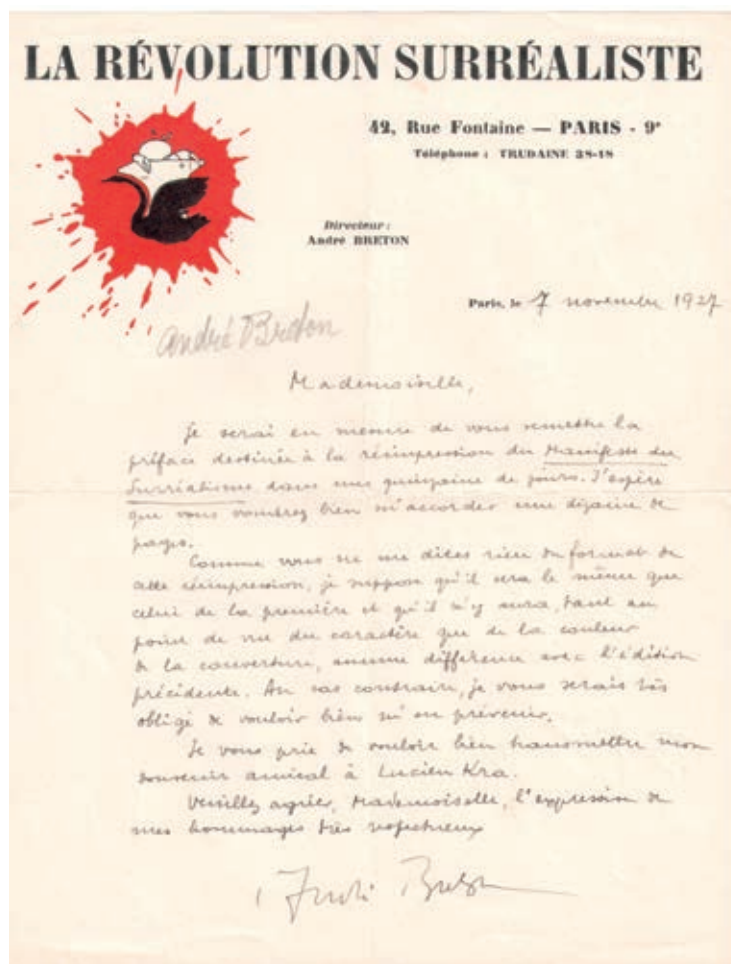 LA RÉVOLUTION SURRÉALISTE
42, Rue Fontaine — PARIS - 9e
Téléphone : TRUDAINE 38-18
Directeur :
André BRETON
Paris, le 7 novembre 1927
André Breton
Mademoiselle,
Je serai en mesure de vous remettre la
préface destinée à la réimpression du Manifeste du
Surréalisme dans une quinzaine de jours. J'espère
que vous voudrez bien m'accorder une dizaine de
pages.
Comme vous ne me dites rien du format de
cette réimpression, je suppose qu'il sera le même que
celui de la première et qu'il n'y aura, tant au
point de vue du caractère que de la couleur
de la couverture, aucune différence avec l'édition
précédente. Au cas contraire, je vous serais très
obligé de vouloir bien m'en prévenir.
Je vous prie de vouloir bien transmettre mon
souvenir amical à Lucien Kra.
Veuillez agréer, Mademoiselle, l'expression de
mes hommages très respectueux
André Breton